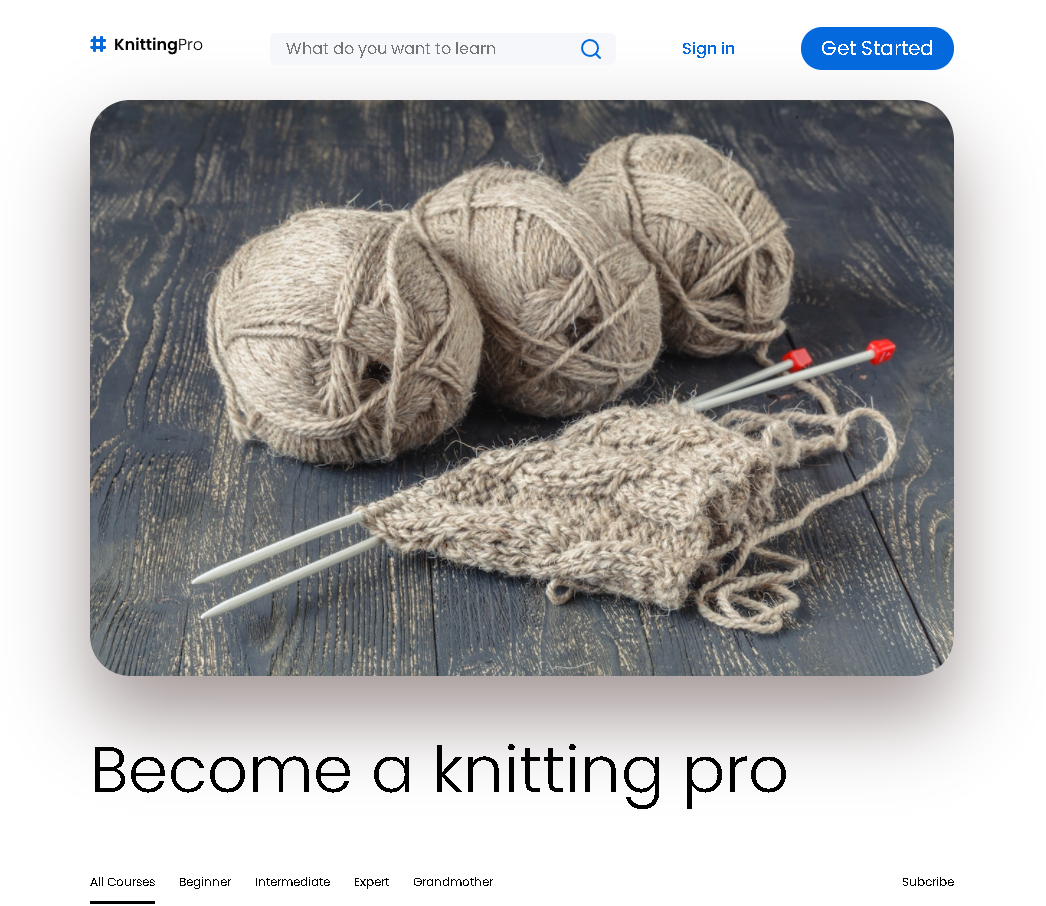 KnittingPro
What do you want to learn
Sign in
Get Started
Become a knitting pro
All Courses
Beginner
Intermediate
Expert
Grandmother
Subcribe